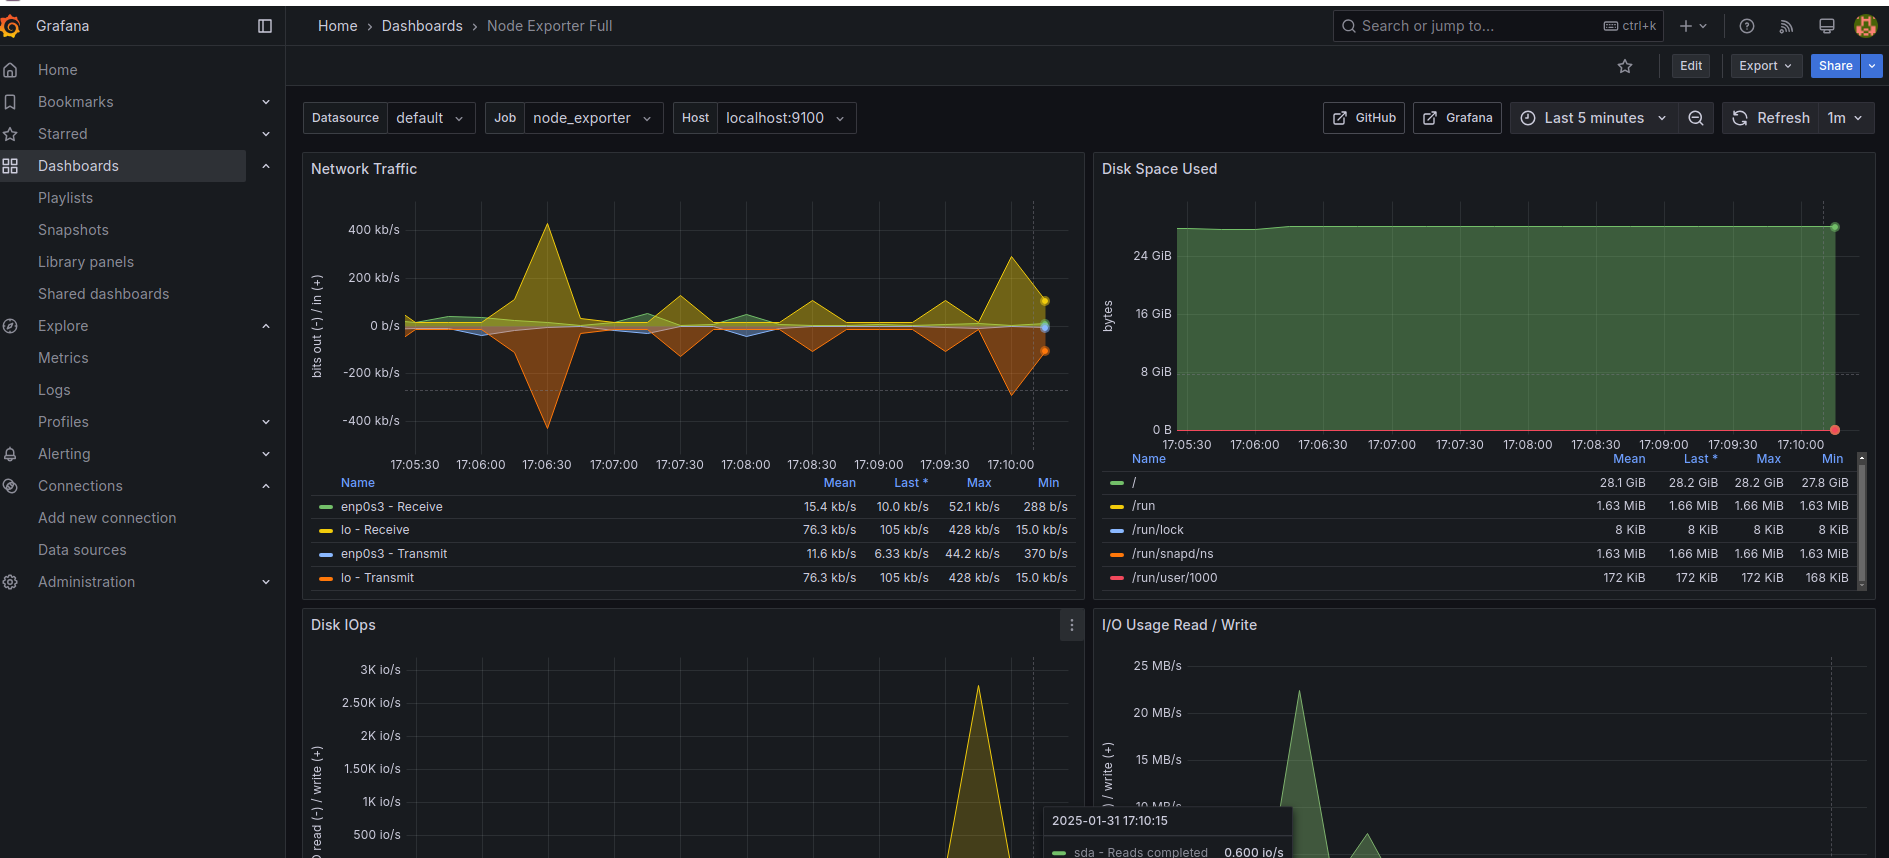 Grafana
Home › Dashboards › Node Exporter Full
Search or jump to...
ctrl+k
Home
Bookmarks
Starred
Dashboards
Playlists
Snapshots
Library panels
Shared dashboards
Explore
Metrics
Logs
Profiles
Alerting
Connections
Add new connection
Data sources
Administration
Edit
Export
Share
Datasource default
Job node_exporter
Host localhost:9100
GitHub
Grafana
Last 5 minutes
Refresh 1m
Network Traffic
bits out (-) / in (+)
400 kb/s
200 kb/s
0 b/s
-200 kb/s
-400 kb/s
17:05:30 17:06:00 17:06:30 17:07:00 17:07:30 17:08:00 17:08:30 17:09:00 17:09:30 17:10:00
Name Mean Last * Max Min
enp0s3 - Receive 15.4 kb/s 10.0 kb/s 52.1 kb/s 288 b/s
lo - Receive 76.3 kb/s 105 kb/s 428 kb/s 15.0 kb/s
enp0s3 - Transmit 11.6 kb/s 6.33 kb/s 44.2 kb/s 370 b/s
lo - Transmit 76.3 kb/s 105 kb/s 428 kb/s 15.0 kb/s
Disk Space Used
bytes
24 GiB
16 GiB
8 GiB
0 B
17:05:30 17:06:00 17:06:30 17:07:00 17:07:30 17:08:00 17:08:30 17:09:00 17:09:30 17:10:00
Name Mean Last * Max Min
/ 28.1 GiB 28.2 GiB 28.2 GiB 27.8 GiB
/run 1.63 MiB 1.66 MiB 1.66 MiB 1.63 MiB
/run/lock 8 KiB 8 KiB 8 KiB 8 KiB
/run/snapd/ns 1.63 MiB 1.66 MiB 1.66 MiB 1.63 MiB
/run/user/1000 172 KiB 172 KiB 172 KiB 168 KiB
Disk IOps
read (-) / write (+)
3K io/s
2.50K io/s
2K io/s
1.50K io/s
1K io/s
500 io/s
I/O Usage Read / Write
) / write (+)
25 MB/s
20 MB/s
15 MB/s
10 MB/s
2025-01-31 17:10:15
sda - Reads completed 0.600 io/s